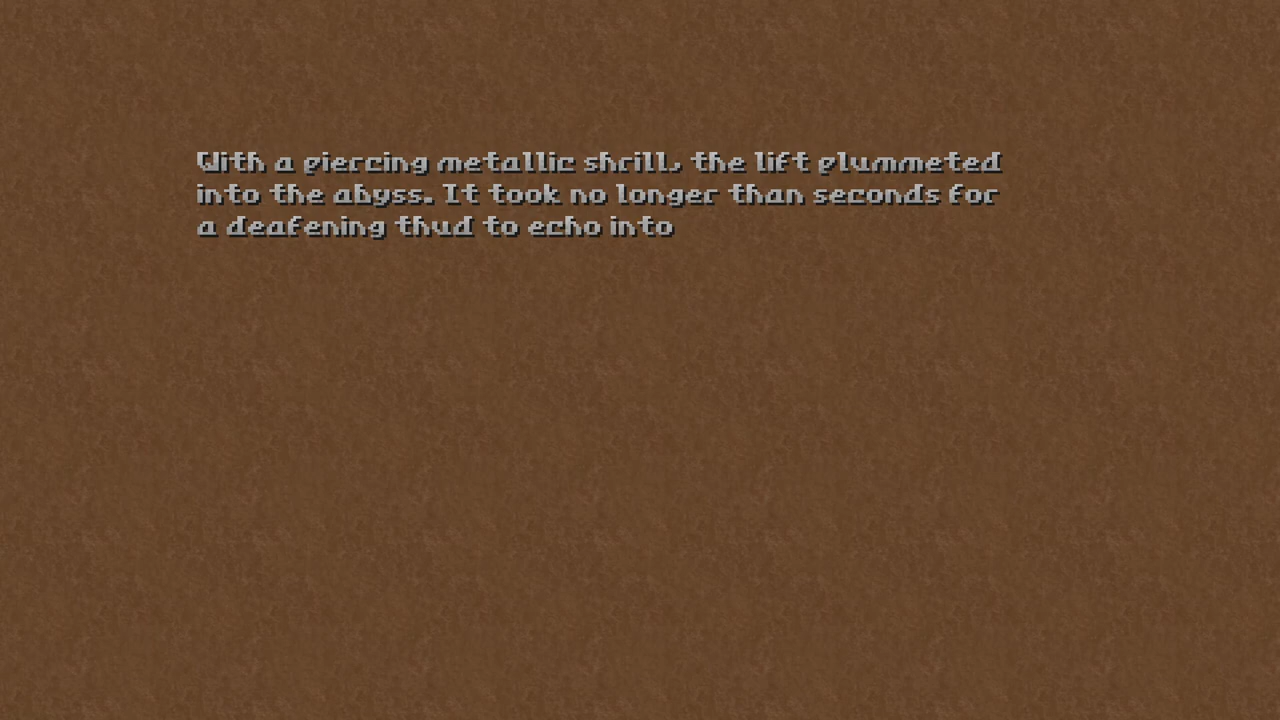 With a piercing metallic shrill, the lift plummeted
into the abyss. It took no longer than seconds for
a deafening thud to echo into